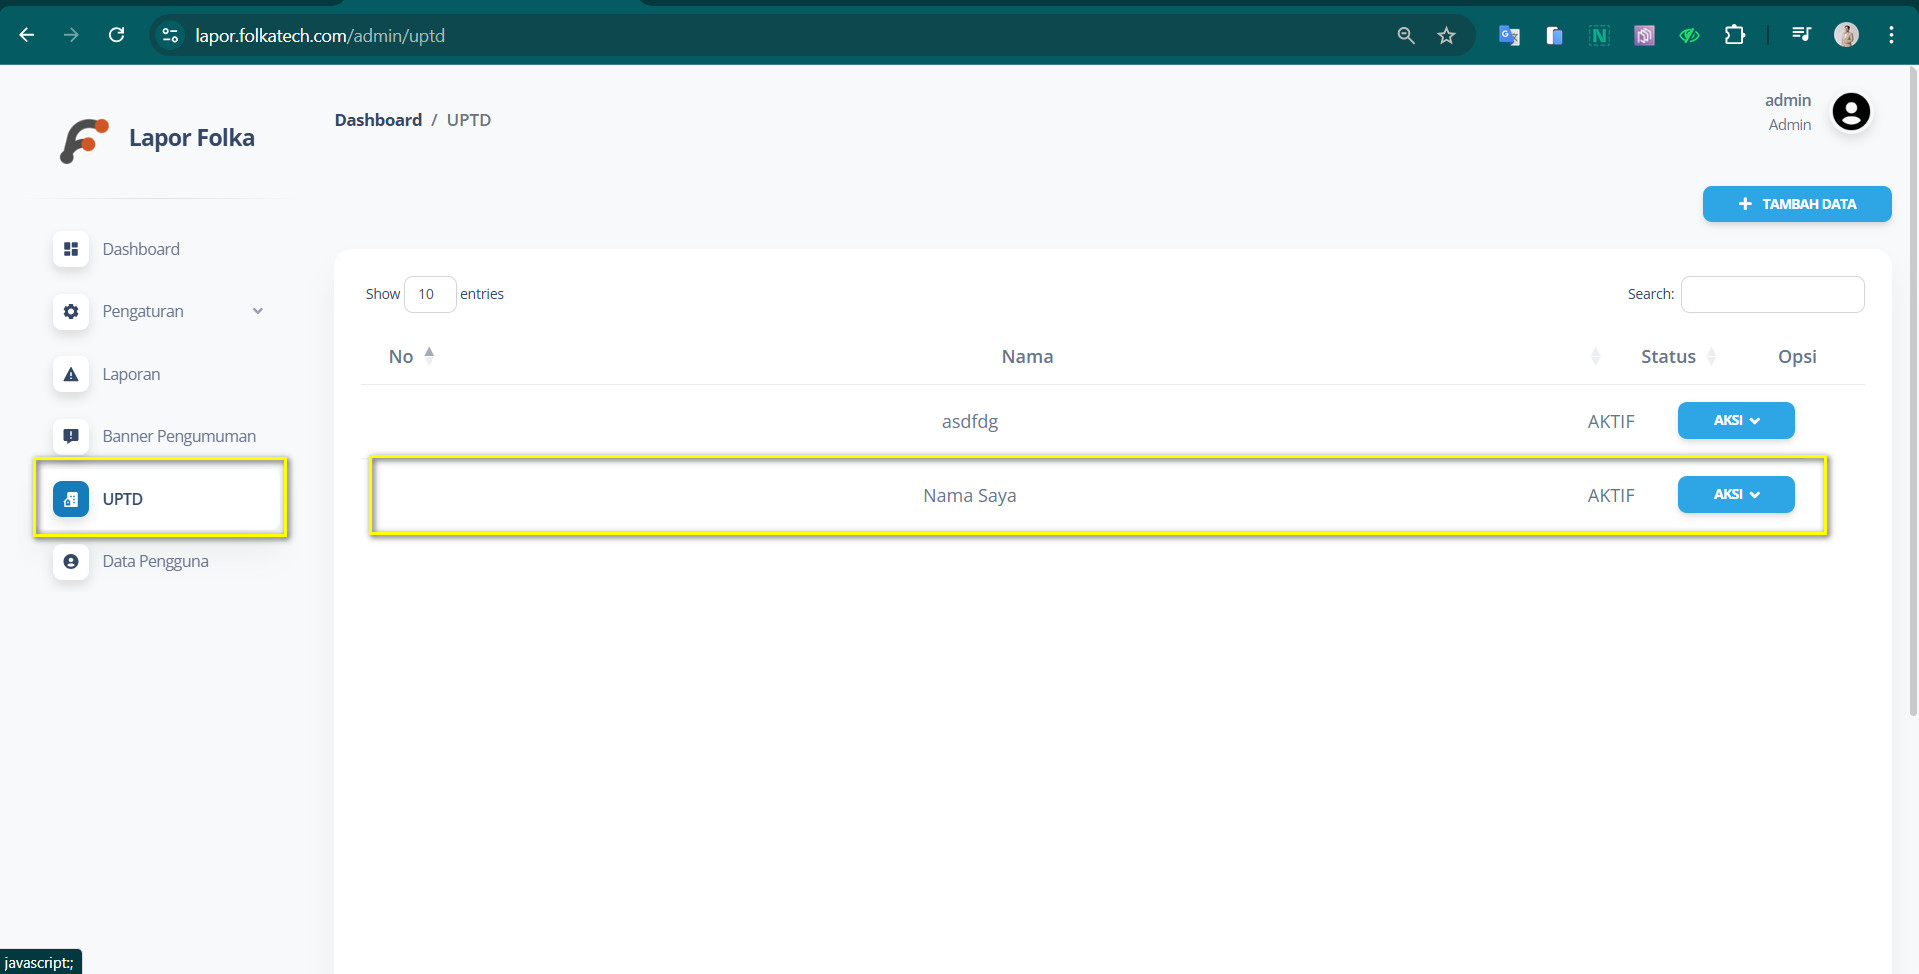 lapor.folkatech.com/admin/uptd
admin
Admin
Lapor Folka
Dashboard / UPTD
+ TAMBAH DATA
Dashboard
Pengaturan
Laporan
Banner Pengumuman
UPTD
Data Pengguna
Show 10 entries
Search:
No Nama Status Opsi
asdfdg AKTIF AKSI
Nama Saya AKTIF AKSI
javascript:;